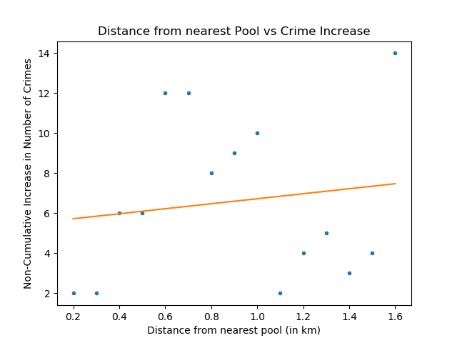 Distance from nearest Pool vs Crime Increase
Non-Cumulative Increase in Number of Crimes
14
12
10
8
6
4
2
0.2 0.4 0.6 0.8 1.0 1.2 1.4 1.6
Distance from nearest pool (in km)